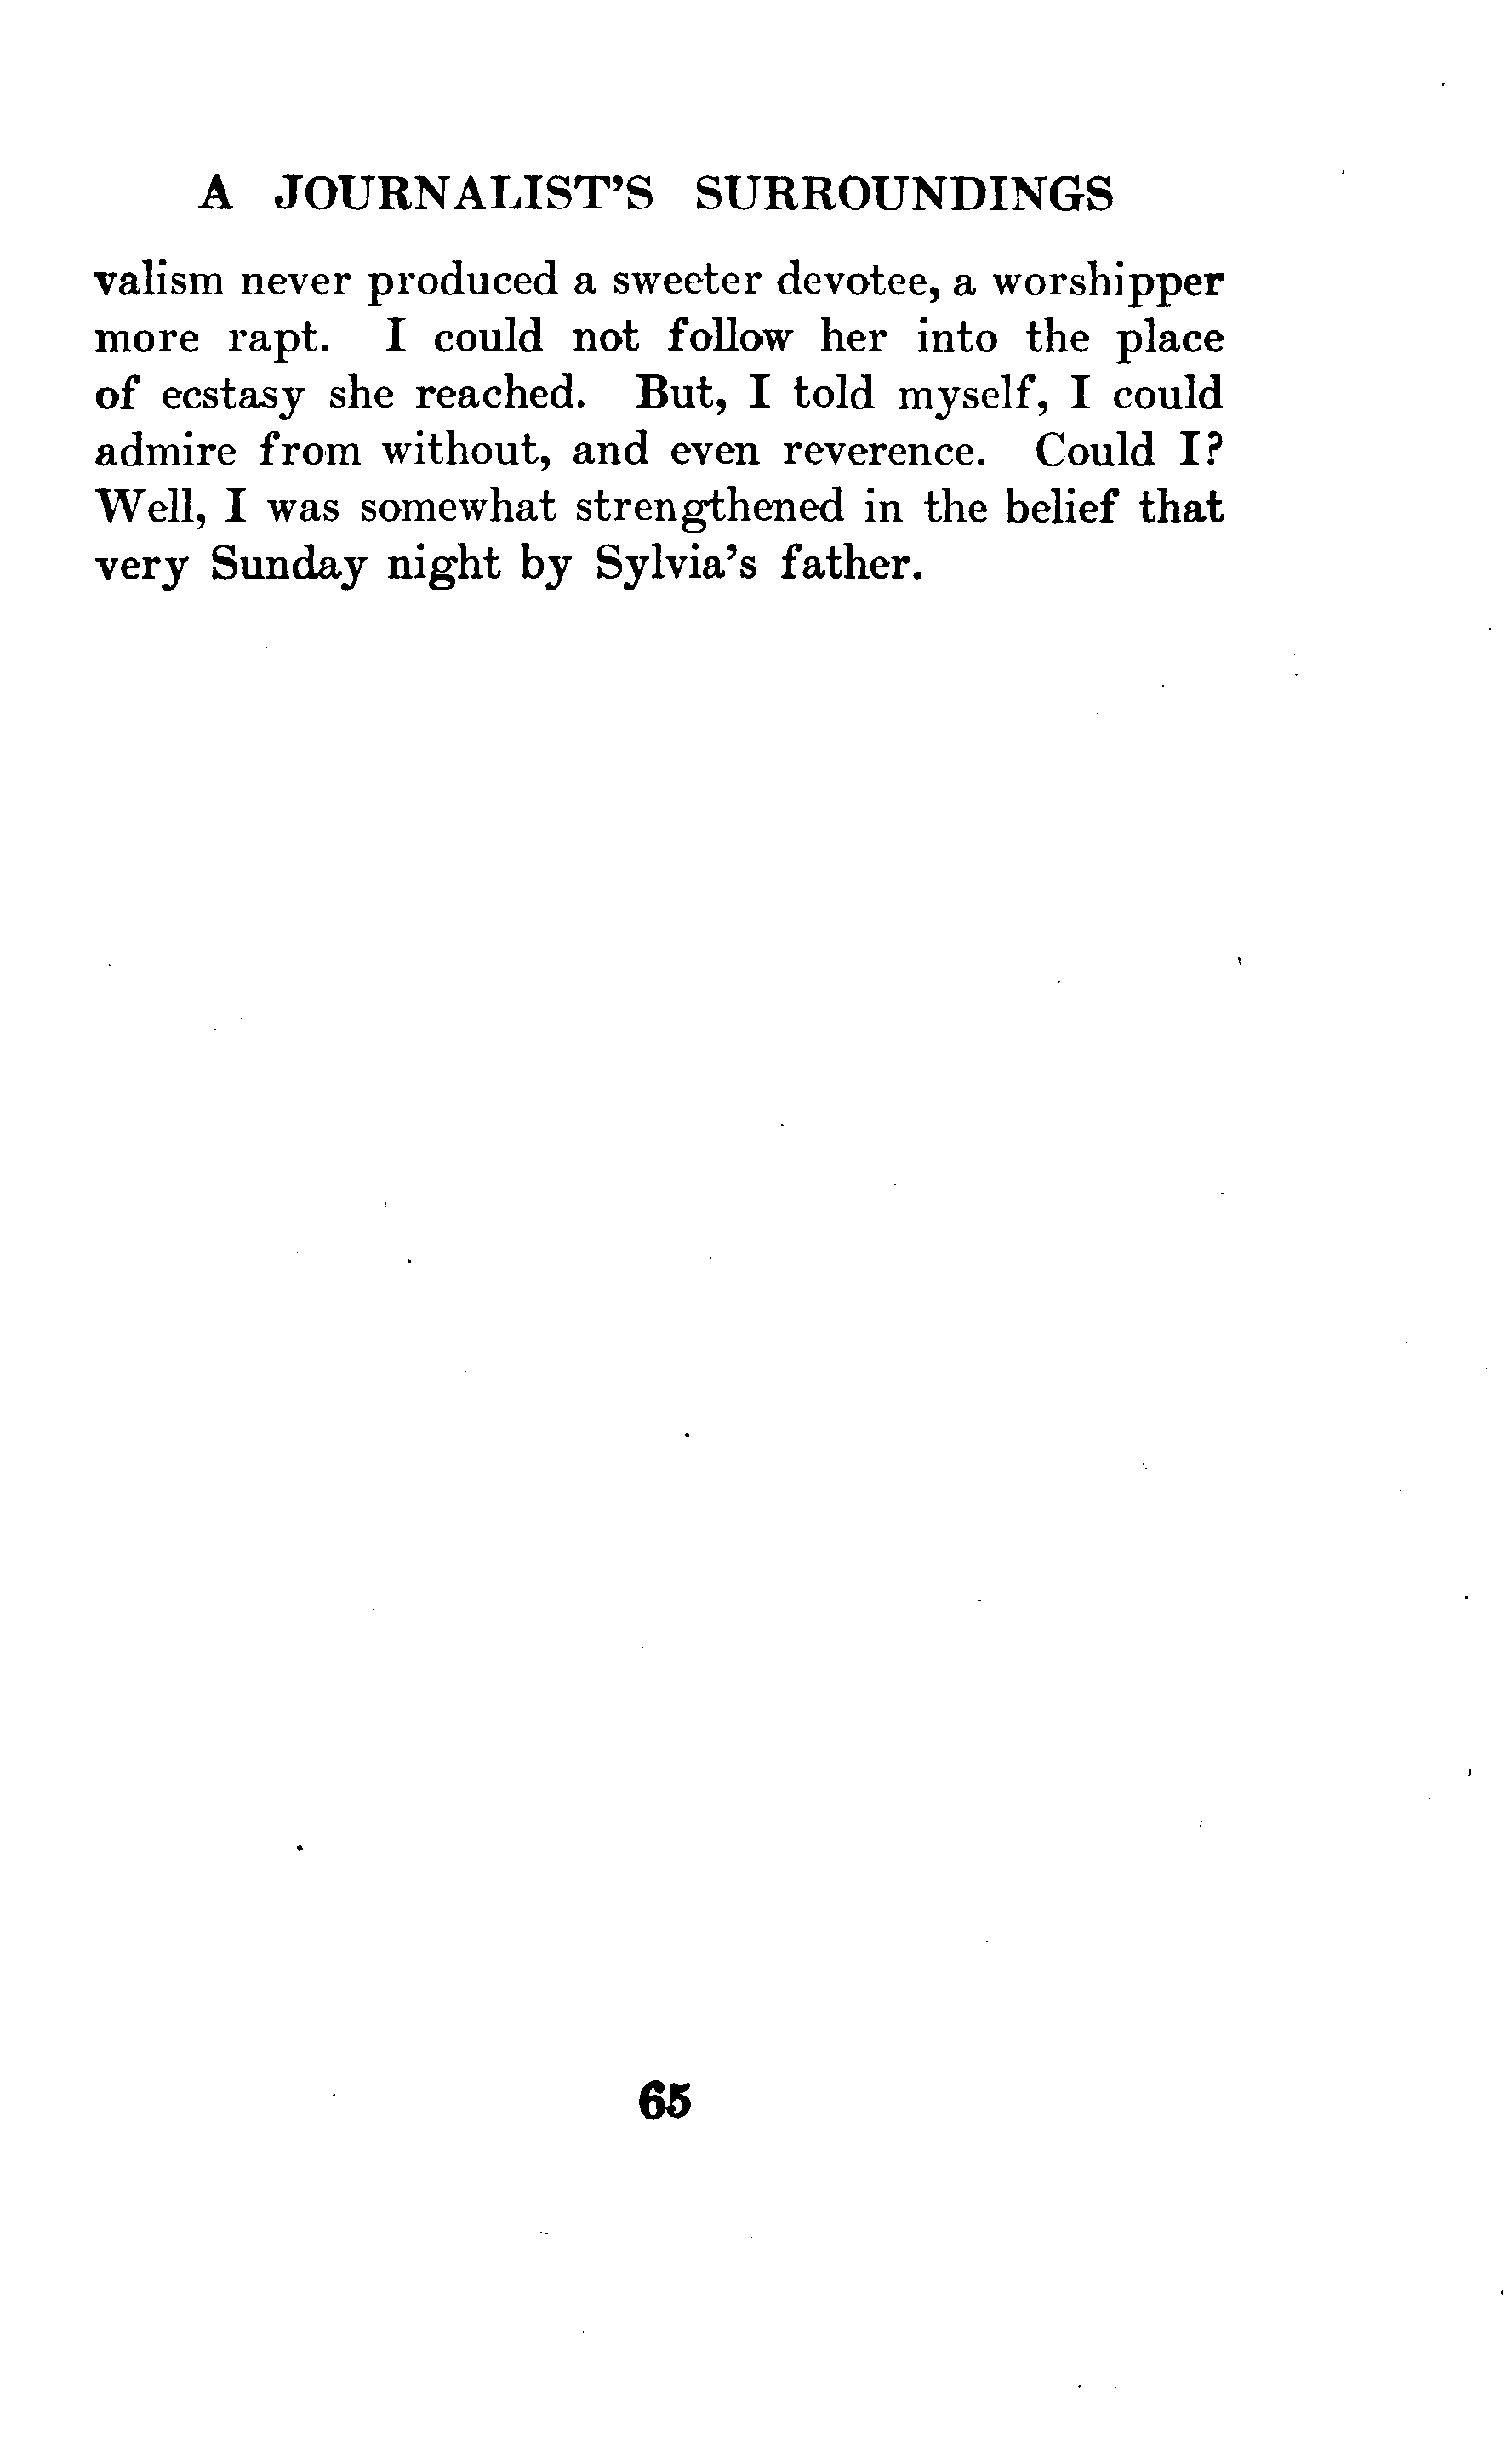 A JOURNALIST'S SURROUNDINGS
valism never produced a sweeter devotee, a worshipper
more rapt. I could not follow her into the place
of ecstasy she reached. But, I told myself, I could
admire from without, and even reverence. Could I?
Well, I was somewhat strengthened in the belief that
very Sunday night by Sylvia's father.
65